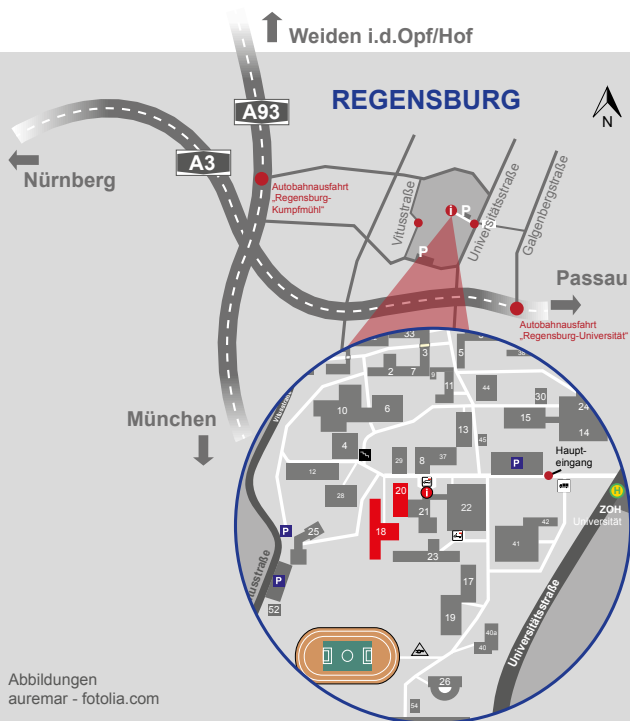 Weiden i.d.Opf/Hof
REGENSBURG
A93
N
A3
Nürnberg
Autobahnausfahrt
„Regensburg-
Kumpfmühl“
Vitusstraße
i
P
P
Universitätsstraße
Galgenbergstraße
Passau
Autobahnausfahrt
„Regensburg-Universität“
München
33
3
5
2
7
9
11
44
30
24
10
6
15
14
13
4
45
Haupt-
eingang
29
8
37
P
12
28
20
i
22
H
ZOH
Universität
21
18
25
P
42
41
23
P
17
52
19
40a
40
Universitätsstraße
26
54
Abbildungen
auremar - fotolia.com